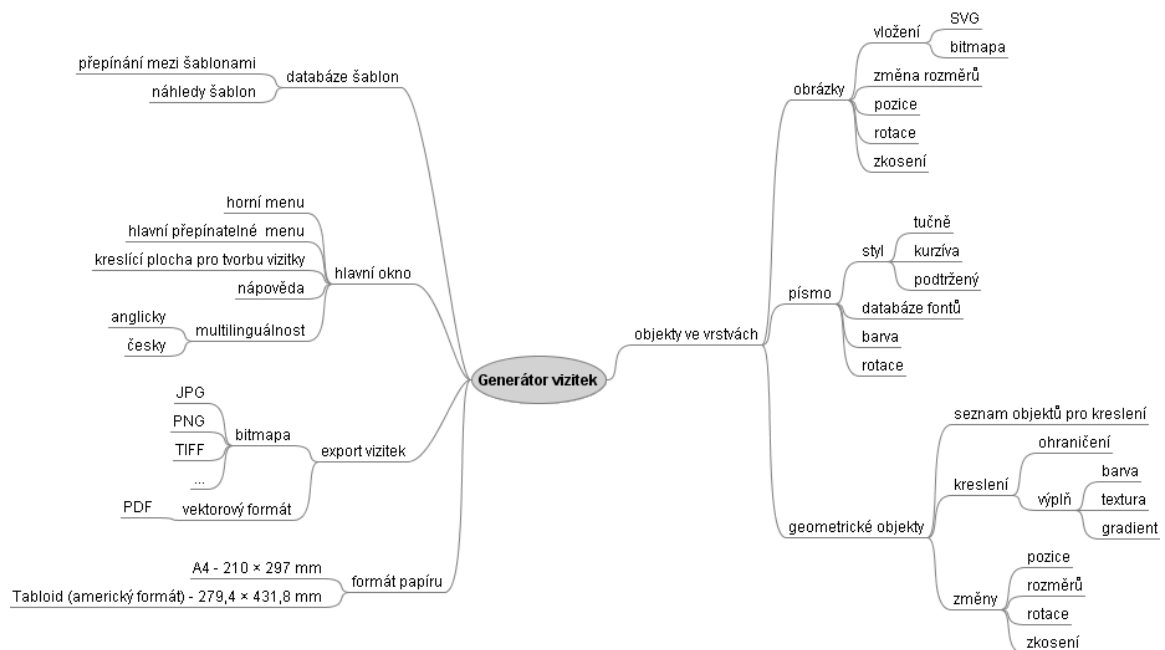 přepínání mezi šablonami
náhledy šablon
databáze šablon
horní menu
hlavní přepínatelné menu
kreslící plocha pro tvorbu vizitky
nápověda
anglicky
česky
multilinguálnost
hlavní okno
JPG
PNG
TIFF
...
bitmapa
PDF
vektorový formát
export vizitek
A4 - 210 × 297 mm
Tabloid (americký formát) - 279,4 × 431,8 mm
formát papíru
Generátor vizitek
objekty ve vrstvách
obrázky
vložení
SVG
bitmapa
změna rozměrů
pozice
rotace
zkosení
písmo
styl
tučně
kurzíva
podtržený
databáze fontů
barva
rotace
geometrické objekty
seznam objektů pro kreslení
kreslení
ohraničení
výplň
barva
textura
gradient
změny
pozice
rozměrů
rotace
zkosení